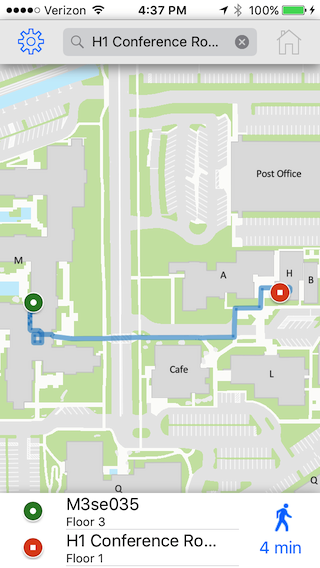 Verizon 4:37 PM 100%
H1 Conference Ro...
Post Office
M
A
H
B
Cafe
L
Q
Q
M3se035
Floor 3
H1 Conference Ro...
Floor 1
4 min